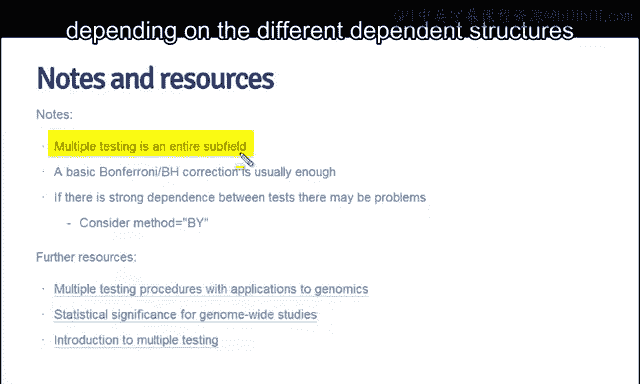 depending on the different dependent structures
Notes and resources
Notes:
· Multiple testing is an entire subfield
· A basic Bonferroni/BH correction is usually enough
· If there is strong dependence between tests there may be problems
- Consider method="BY"
Further resources:
· Multiple testing procedures with applications to genomics
· Statistical significance for genome-wide studies
· Introduction to multiple testing